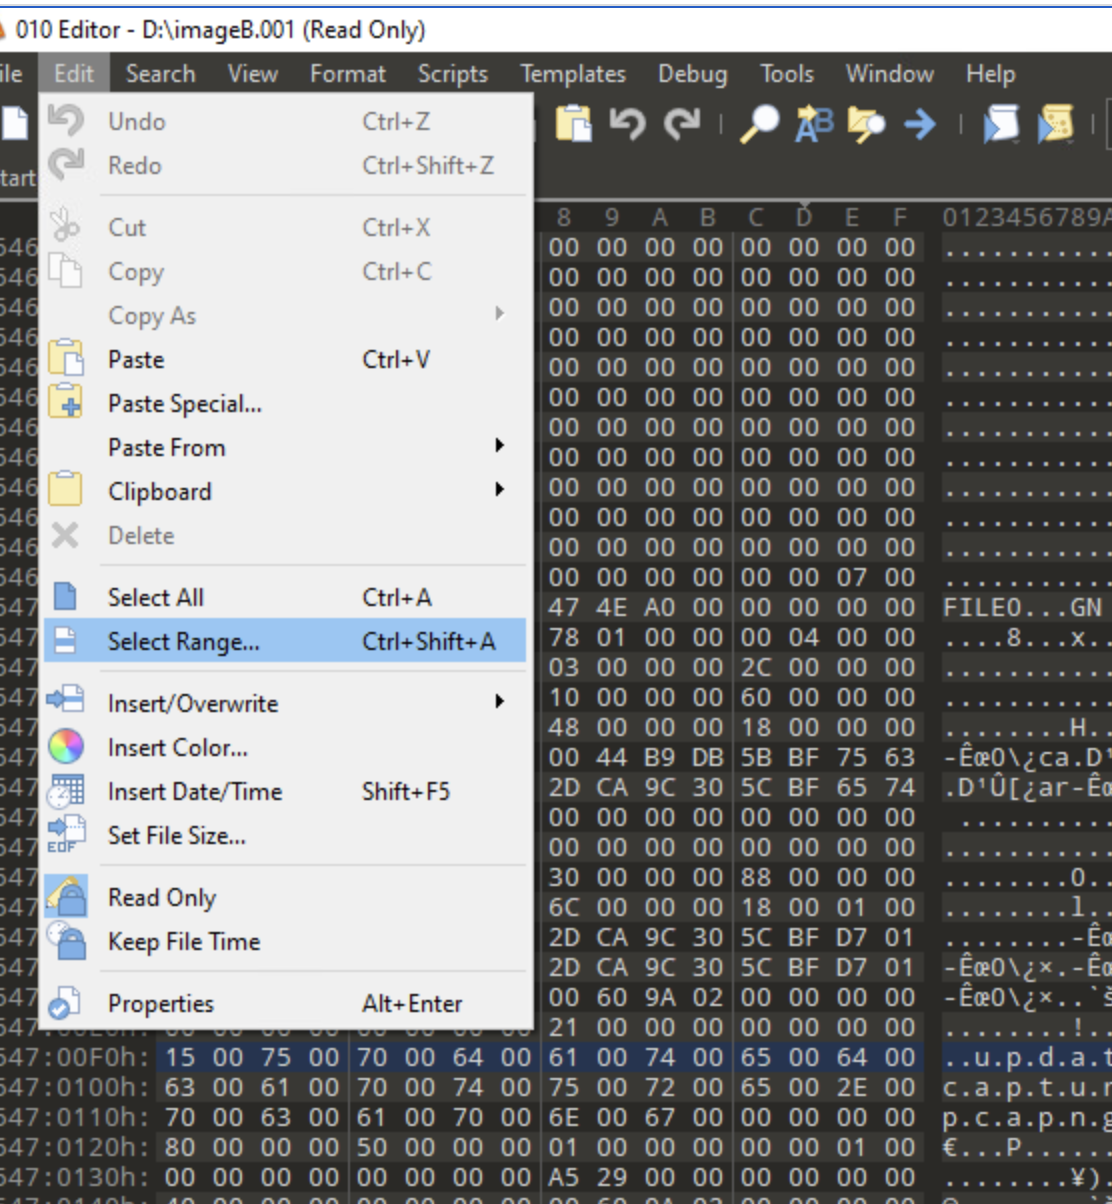 010 Editor - D:\imageB.001 (Read Only)
ile Edit Search View Format Scripts Templates Debug Tools Window Help
tart
Undo Ctrl+Z
Redo Ctrl+Shift+Z
Cut Ctrl+X
Copy Ctrl+C
Copy As
Paste Ctrl+V
Paste Special...
Paste From
Clipboard
Delete
Select All Ctrl+A
Select Range... Ctrl+Shift+A
Insert/Overwrite
Insert Color...
Insert Date/Time Shift+F5
EOF Set File Size...
Read Only
Keep File Time
Properties Alt+Enter
8 9 A B C D E F 0123456789A
546 00 00 00 00 00 00 00 00 ...........
546 00 00 00 00 00 00 00 00 ...........
546 00 00 00 00 00 00 00 00 ...........
546 00 00 00 00 00 00 00 00 ...........
546 00 00 00 00 00 00 00 00 ...........
546 00 00 00 00 00 00 00 00 ...........
546 00 00 00 00 00 00 00 00 ...........
546 00 00 00 00 00 00 00 00 ...........
546 00 00 00 00 00 00 00 00 ...........
546 00 00 00 00 00 00 00 00 ...........
546 00 00 00 00 00 00 00 00 ...........
546 00 00 00 00 00 00 07 00 ...........
547 47 4E A0 00 00 00 00 00 FILE0...GN
547 78 01 00 00 00 04 00 00 ....8...x..
547 03 00 00 00 2C 00 00 00 ...........
547 10 00 00 00 60 00 00 00 ...........
547 48 00 00 00 18 00 00 00 ........H..
547 00 44 B9 DB 5B BF 75 63 -Êœ0\¿ca.D¹
547 2D CA 9C 30 5C BF 65 74 .D¹Û[¿ar-Êœ
547 00 00 00 00 00 00 00 00 ..........
547 00 00 00 00 00 00 00 00 ...........
547 30 00 00 00 88 00 00 00 ........0..
547 6C 00 00 00 18 00 01 00 ........l..
547 2D CA 9C 30 5C BF D7 01 ........-Êœ
547 2D CA 9C 30 5C BF D7 01 -Êœ0\¿×.-Êœ
547 00 60 9A 02 00 00 00 00 -Êœ0\¿×..`š
547:00E0h: 00 00 00 00 00 00 00 00 21 00 00 00 00 00 00 00 ........!..
547:00F0h: 15 00 75 00 70 00 64 00 61 00 74 00 65 00 64 00 ..u.p.d.a.t
547:0100h: 63 00 61 00 70 00 74 00 75 00 72 00 65 00 2E 00 c.a.p.t.u.r
547:0110h: 70 00 63 00 61 00 70 00 6E 00 67 00 00 00 00 00 p.c.a.p.n.g
547:0120h: 80 00 00 00 50 00 00 00 01 00 00 00 00 00 01 00 €...P......
547:0130h: 00 00 00 00 00 00 00 00 A5 29 00 00 00 00 00 00 ........¥).